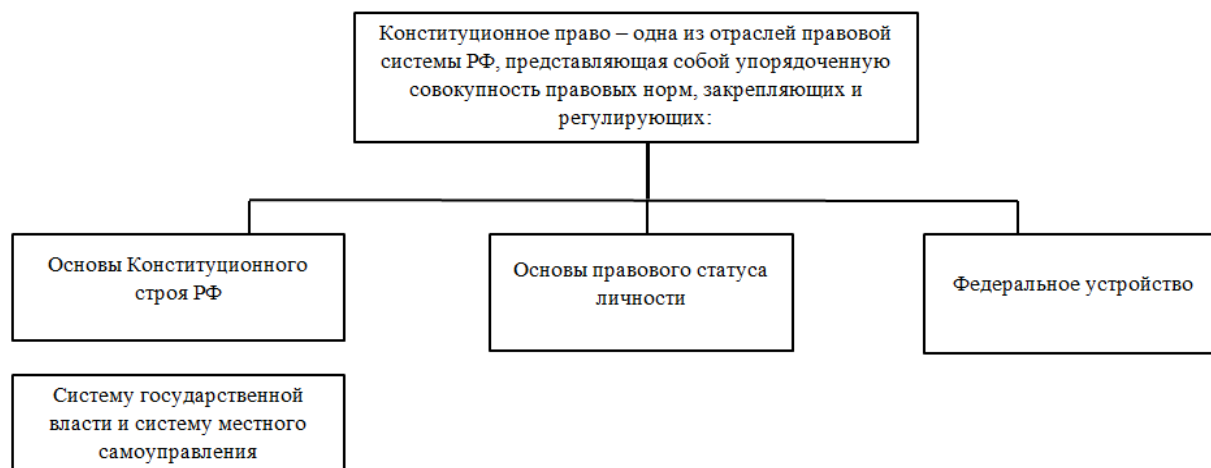 Конституционное право – одна из отраслей правовой
системы РФ, представляющая собой упорядоченную
совокупность правовых норм, закрепляющих и
регулирующих:
Основы Конституционного
строя РФ
Основы правового статуса
личности
Федеральное устройство
Систему государственной
власти и систему местного
самоуправления